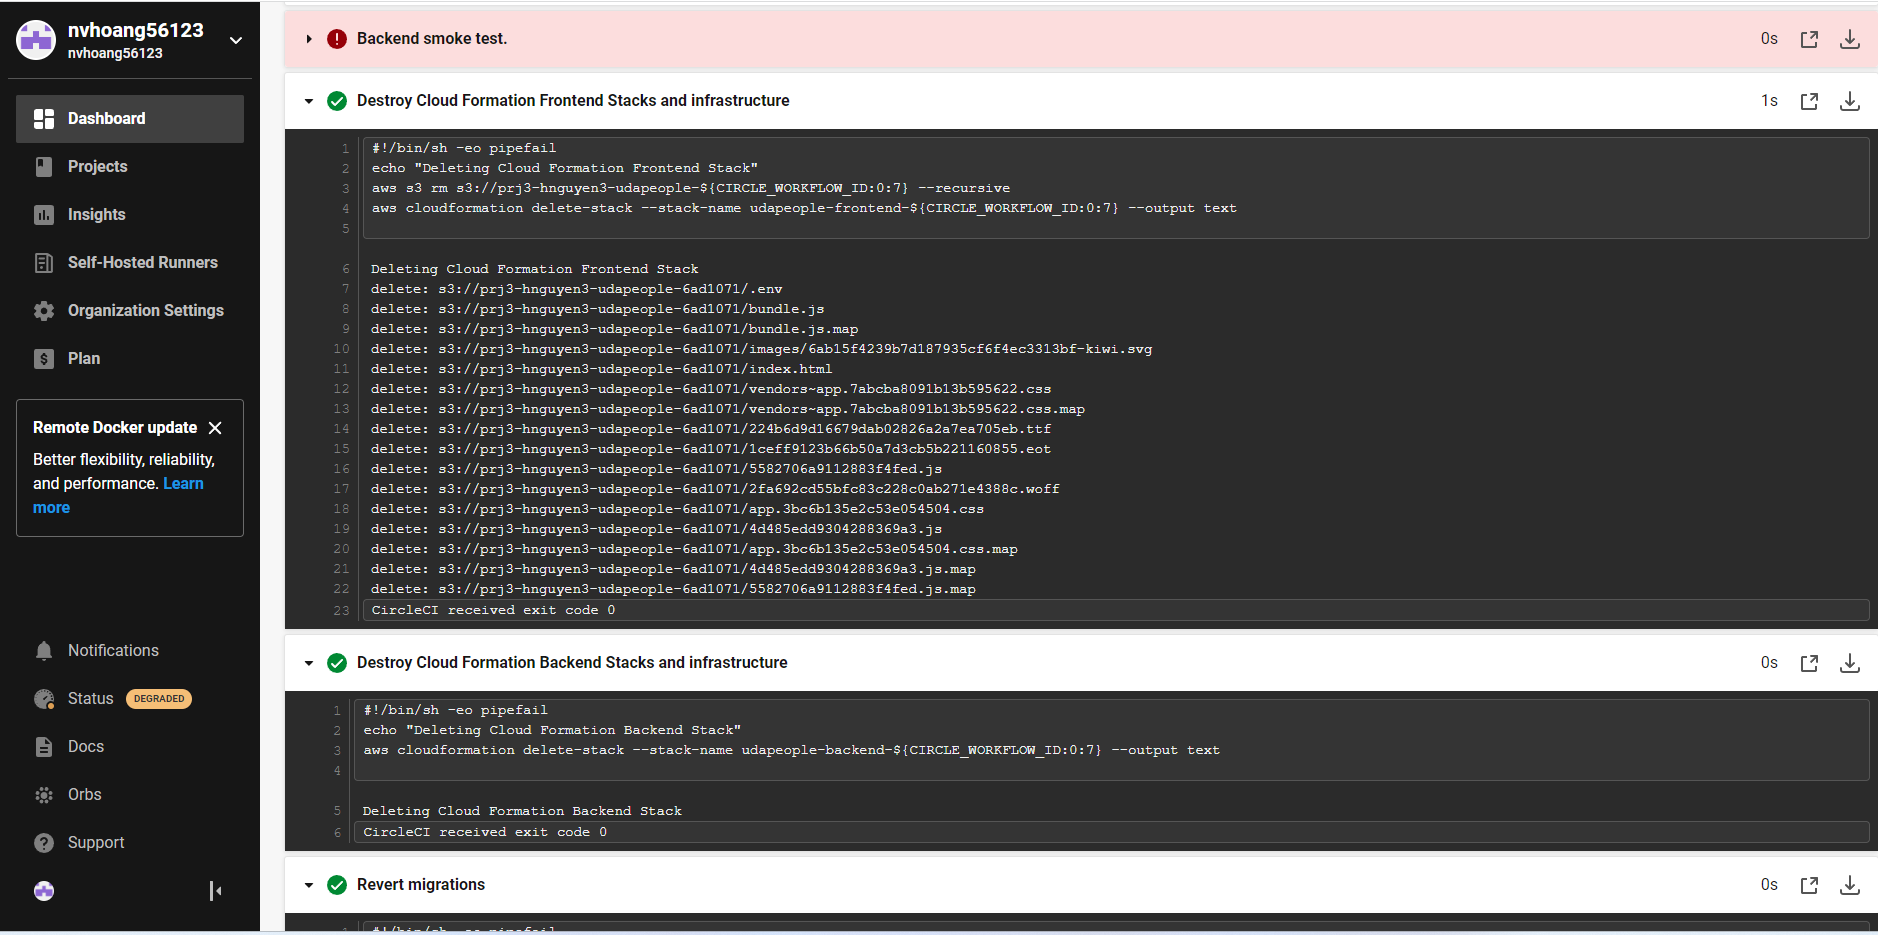 nvhoang56123
nvhoang56123
Dashboard
Projects
Insights
Self-Hosted Runners
Organization Settings
Plan
Remote Docker update
Better flexibility, reliability,
and performance. Learn
more
Notifications
Status DEGRADED
Docs
Orbs
Support
Backend smoke test. 0s
Destroy Cloud Formation Frontend Stacks and infrastructure 1s
1 #!/bin/sh -eo pipefail
2 echo "Deleting Cloud Formation Frontend Stack"
3 aws s3 rm s3://prj3-hnguyen3-udapeople-${CIRCLE_WORKFLOW_ID:0:7} --recursive
4 aws cloudformation delete-stack --stack-name udapeople-frontend-${CIRCLE_WORKFLOW_ID:0:7} --output text
5
6 Deleting Cloud Formation Frontend Stack
7 delete: s3://prj3-hnguyen3-udapeople-6ad1071/.env
8 delete: s3://prj3-hnguyen3-udapeople-6ad1071/bundle.js
9 delete: s3://prj3-hnguyen3-udapeople-6ad1071/bundle.js.map
10 delete: s3://prj3-hnguyen3-udapeople-6ad1071/images/6ab15f4239b7d187935cf6f4ec3313bf-kiwi.svg
11 delete: s3://prj3-hnguyen3-udapeople-6ad1071/index.html
12 delete: s3://prj3-hnguyen3-udapeople-6ad1071/vendors~app.7abcba8091b13b595622.css
13 delete: s3://prj3-hnguyen3-udapeople-6ad1071/vendors~app.7abcba8091b13b595622.css.map
14 delete: s3://prj3-hnguyen3-udapeople-6ad1071/224b6d9d16679dab02826a2a7ea705eb.ttf
15 delete: s3://prj3-hnguyen3-udapeople-6ad1071/1ceff9123b66b50a7d3cb5b221160855.eot
16 delete: s3://prj3-hnguyen3-udapeople-6ad1071/5582706a9112883f4fed.js
17 delete: s3://prj3-hnguyen3-udapeople-6ad1071/2fa692cd55bfc83c228c0ab271e4388c.woff
18 delete: s3://prj3-hnguyen3-udapeople-6ad1071/app.3bc6b135e2c53e054504.css
19 delete: s3://prj3-hnguyen3-udapeople-6ad1071/4d485edd9304288369a3.js
20 delete: s3://prj3-hnguyen3-udapeople-6ad1071/app.3bc6b135e2c53e054504.css.map
21 delete: s3://prj3-hnguyen3-udapeople-6ad1071/4d485edd9304288369a3.js.map
22 delete: s3://prj3-hnguyen3-udapeople-6ad1071/5582706a9112883f4fed.js.map
23 CircleCI received exit code 0
Destroy Cloud Formation Backend Stacks and infrastructure 0s
1 #!/bin/sh -eo pipefail
2 echo "Deleting Cloud Formation Backend Stack"
3 aws cloudformation delete-stack --stack-name udapeople-backend-${CIRCLE_WORKFLOW_ID:0:7} --output text
4
5 Deleting Cloud Formation Backend Stack
6 CircleCI received exit code 0
Revert migrations 0s
1 #!/bin/sh -eo pipefail